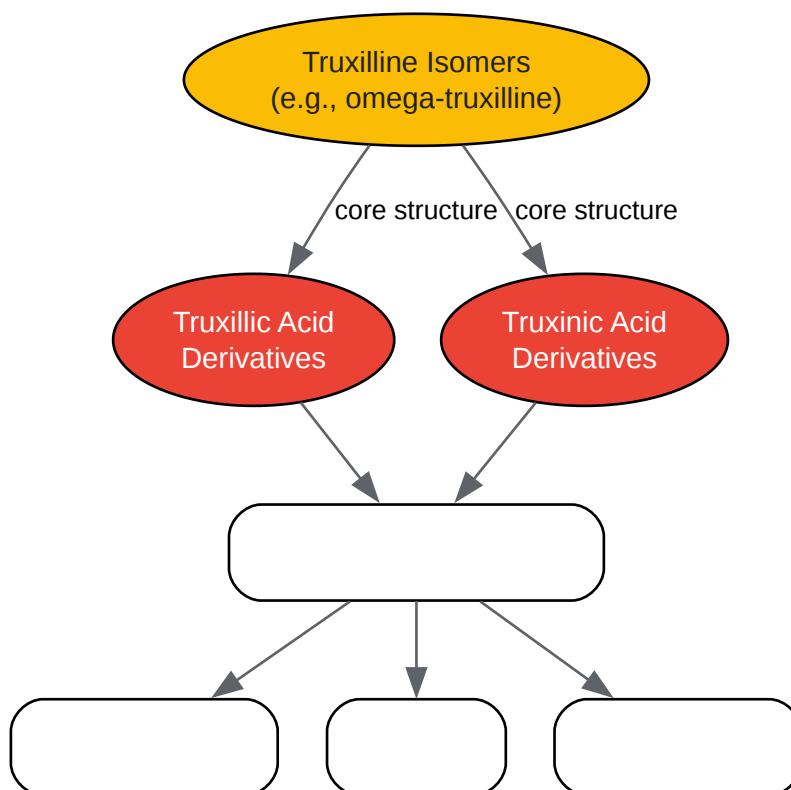 Truxilline Isomers
(e.g., omega-truxilline)
core structure
core structure
Truxillic Acid
Derivatives
Truxinic Acid
Derivatives